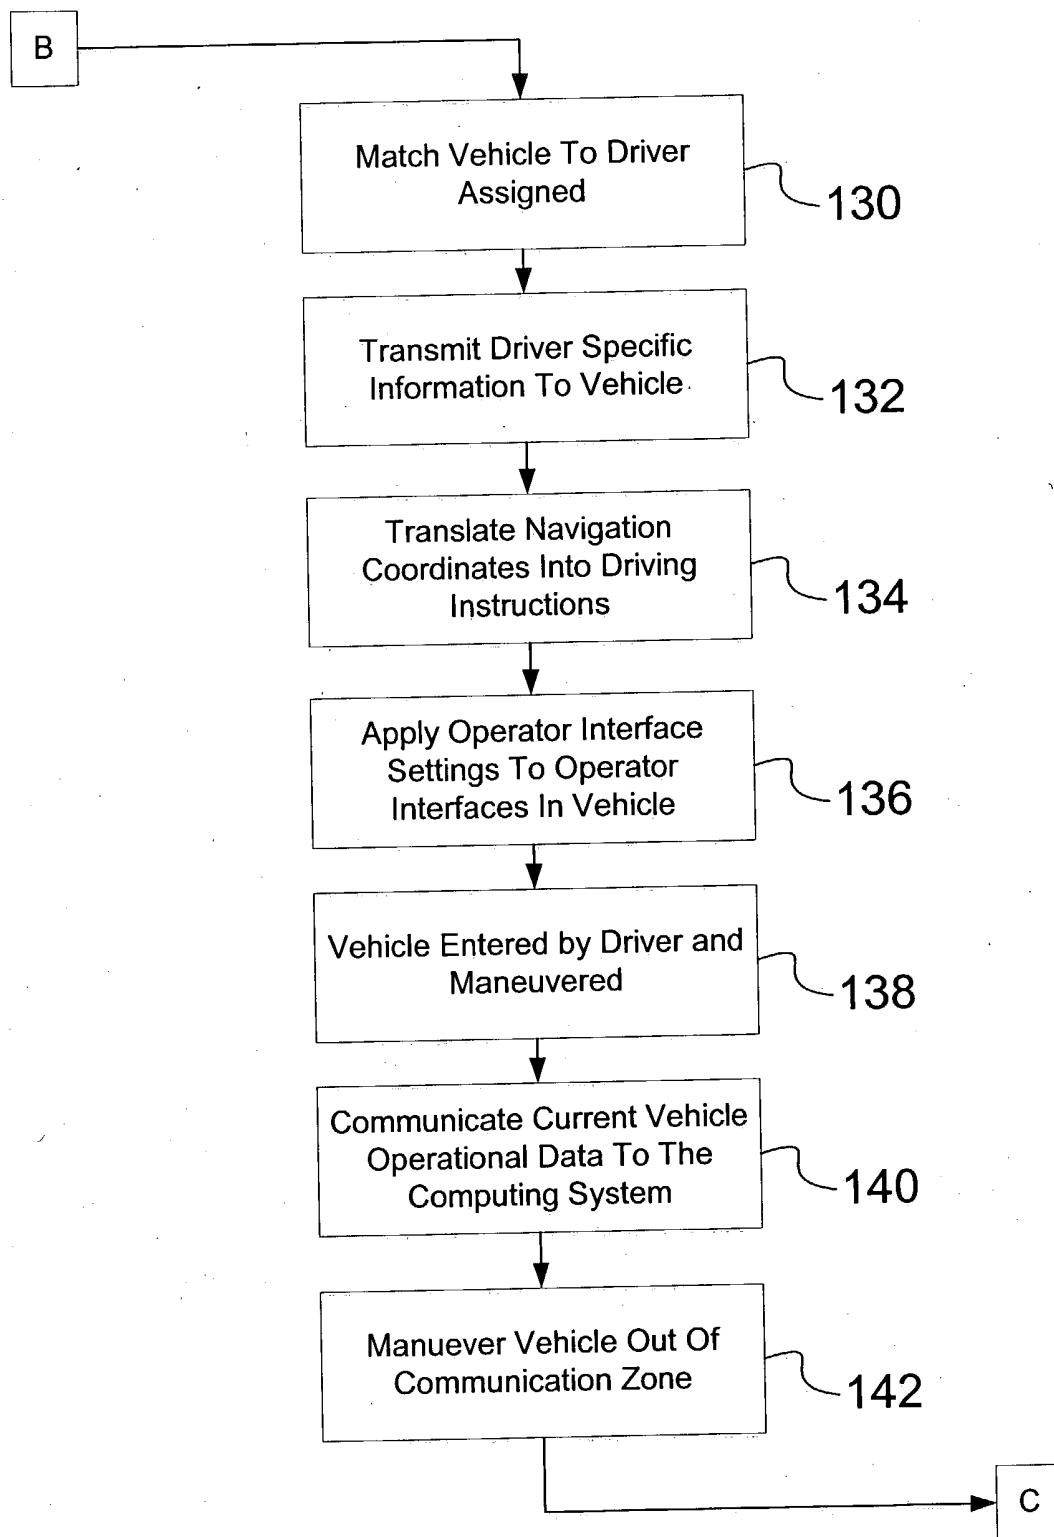 B
Match Vehicle To Driver
Assigned
130
Transmit Driver Specific
Information To Vehicle
132
Translate Navigation
Coordinates Into Driving
Instructions
134
Apply Operator Interface
Settings To Operator
Interfaces In Vehicle
136
Vehicle Entered by Driver and
Maneuvered
138
Communicate Current Vehicle
Operational Data To The
Computing System
140
Manuever Vehicle Out Of
Communication Zone
142
C